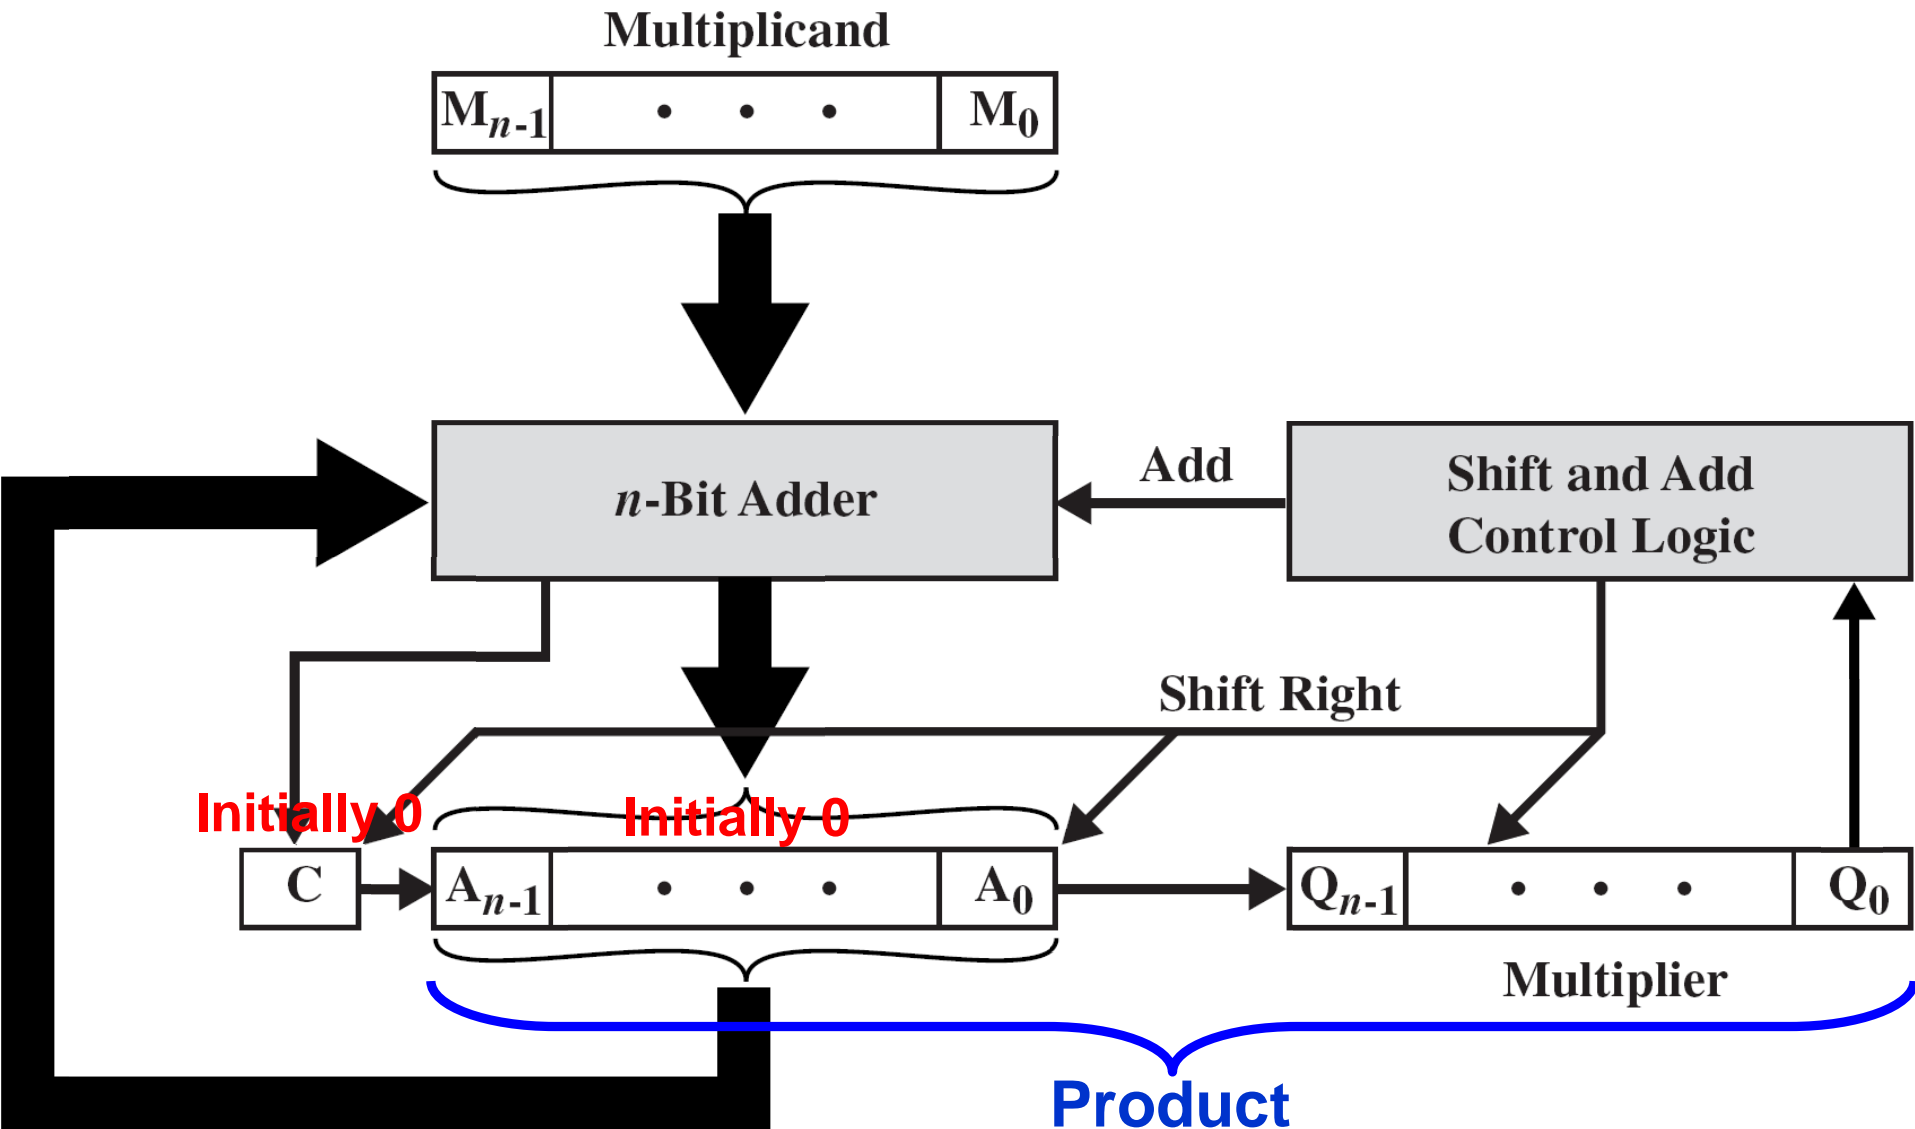 Multiplicand
Mn-1 • • • M0
n-Bit Adder
Add
Shift and Add
Control Logic
Shift Right
Initially 0
Initially 0
C
An-1 • • • A0
Qn-1 • • • Q0
Multiplier
Product